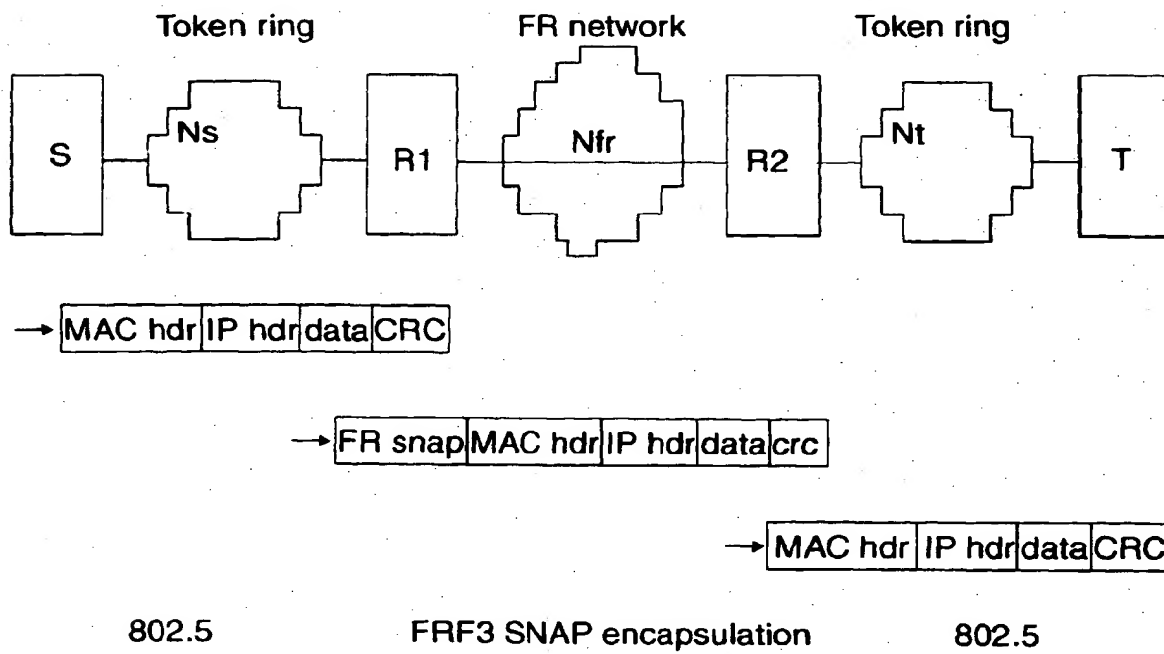 Token ring FR network Token ring
S Ns R1 Nfr R2 Nt T
MAC hdr IP hdr data CRC
FR snap MAC hdr IP hdr data crc
MAC hdr IP hdr data CRC
802.5 FRF3 SNAP encapsulation 802.5